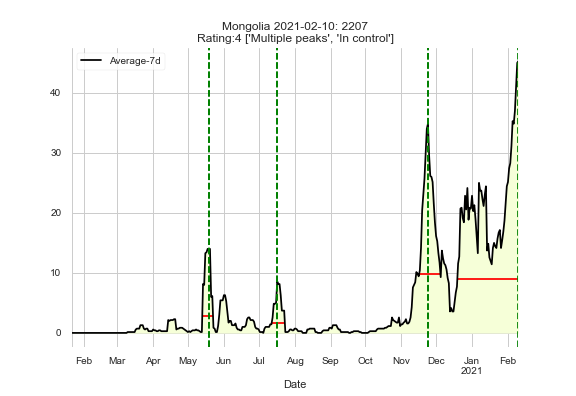 Mongolia 2021-02-10: 2207
Rating:4 ['Multiple peaks', 'In control']
Average-7d
40
30
20
10
0
Feb Mar Apr May Jun Jul Aug Sep Oct Nov Dec Jan Feb
2021
Date